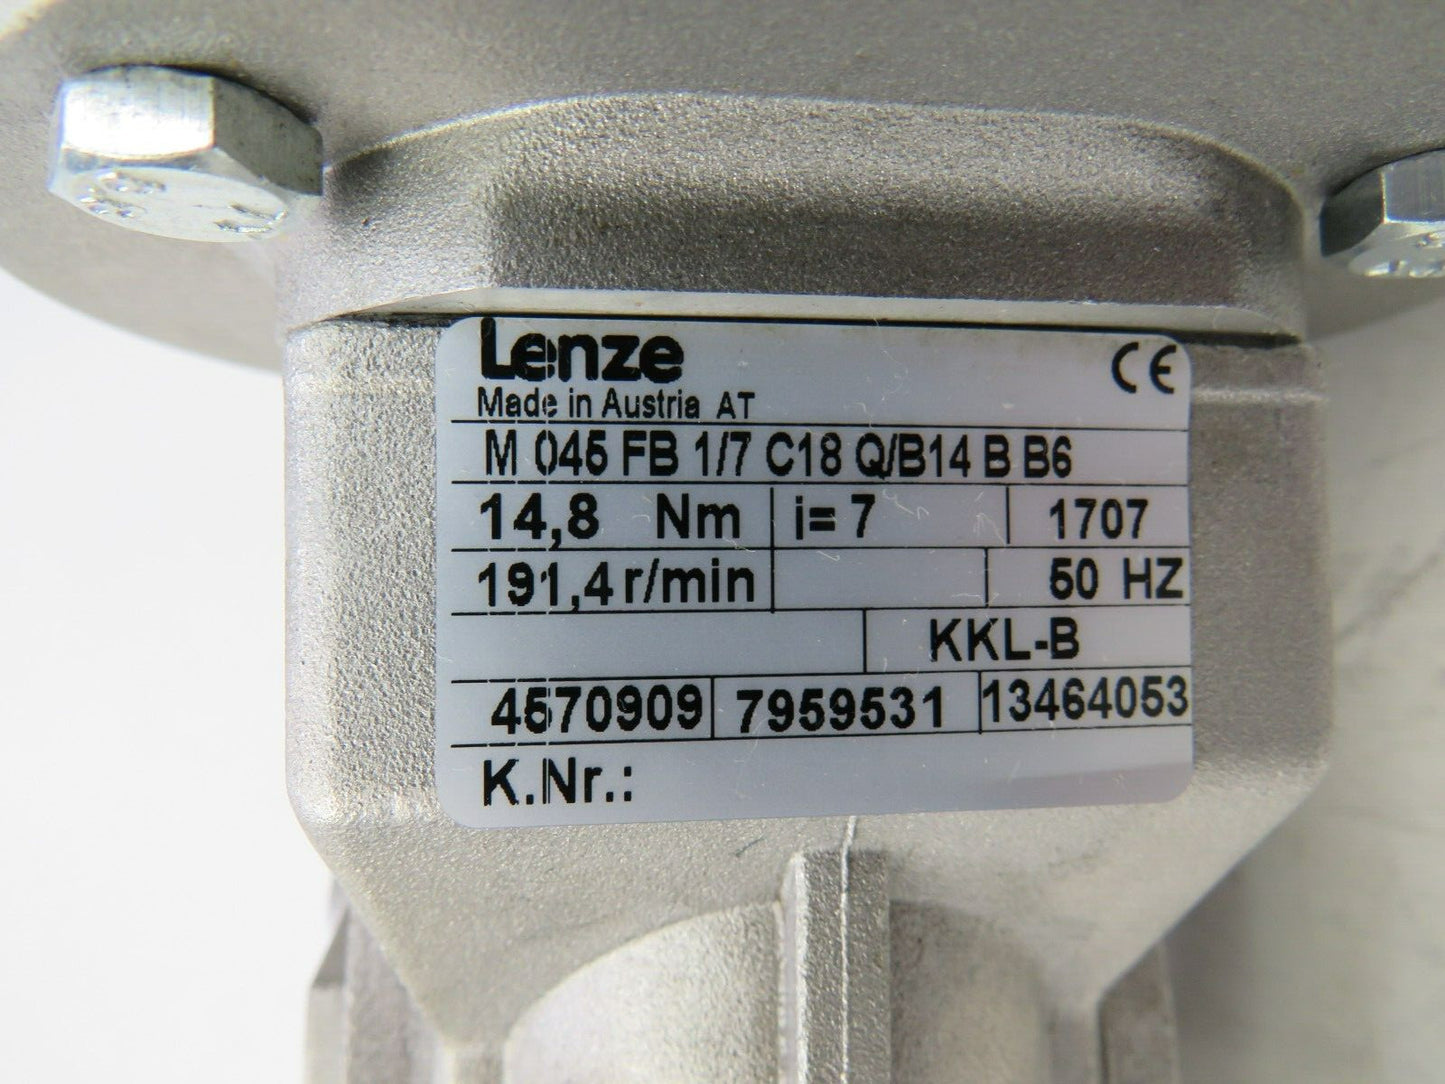 Lenze CE
Made in Austria AT
M 045 FB 1/7 C18 Q/B14 B B6
14,8 Nm i= 7 1707
191,4 r/min 50 HZ
KKL-B
4570909 7959531 13464053
K.Nr.: